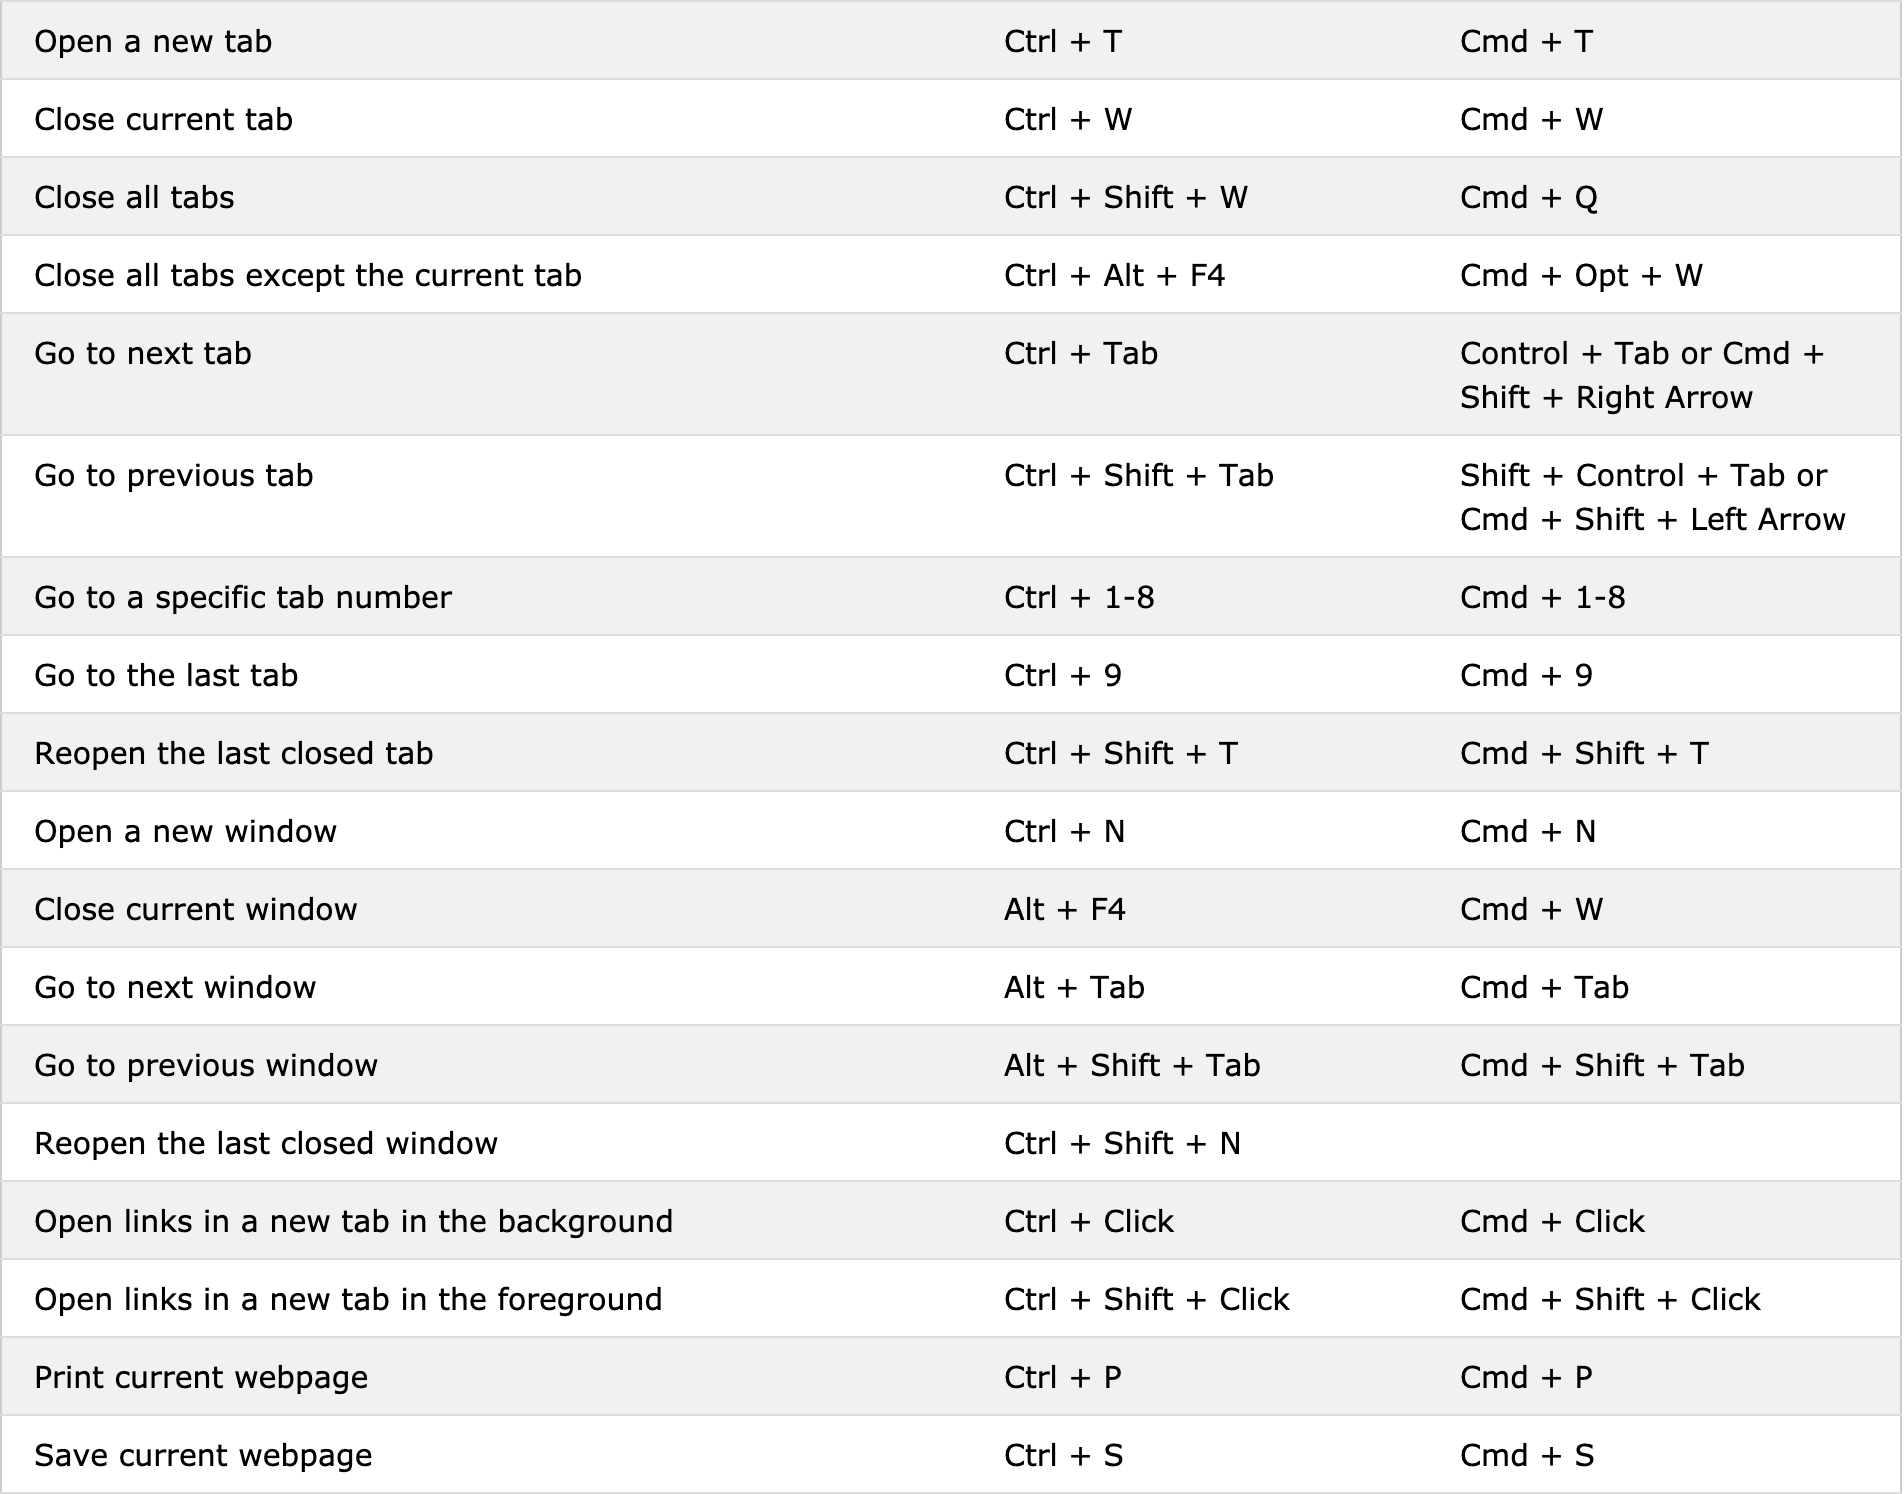 Open a new tab Ctrl + T Cmd + T
Close current tab Ctrl + W Cmd + W
Close all tabs Ctrl + Shift + W Cmd + Q
Close all tabs except the current tab Ctrl + Alt + F4 Cmd + Opt + W
Go to next tab Ctrl + Tab Control + Tab or Cmd +
Shift + Right Arrow
Go to previous tab Ctrl + Shift + Tab Shift + Control + Tab or
Cmd + Shift + Left Arrow
Go to a specific tab number Ctrl + 1-8 Cmd + 1-8
Go to the last tab Ctrl + 9 Cmd + 9
Reopen the last closed tab Ctrl + Shift + T Cmd + Shift + T
Open a new window Ctrl + N Cmd + N
Close current window Alt + F4 Cmd + W
Go to next window Alt + Tab Cmd + Tab
Go to previous window Alt + Shift + Tab Cmd + Shift + Tab
Reopen the last closed window Ctrl + Shift + N
Open links in a new tab in the background Ctrl + Click Cmd + Click
Open links in a new tab in the foreground Ctrl + Shift + Click Cmd + Shift + Click
Print current webpage Ctrl + P Cmd + P
Save current webpage Ctrl + S Cmd + S